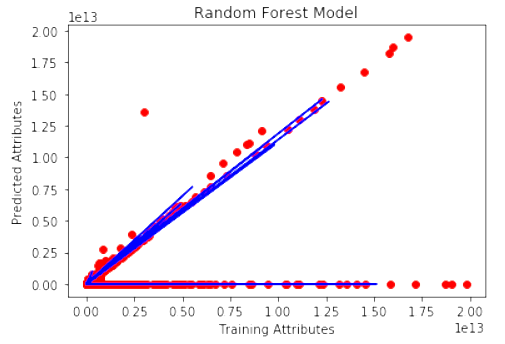 Random Forest Model
1e13
2.00
1.75
1.50
1.25
1.00
0.75
0.50
0.25
0.00
Predicted Attributes
0.00 0.25 0.50 0.75 1.00 1.25 1.50 1.75 2.00
Training Attributes
1e13